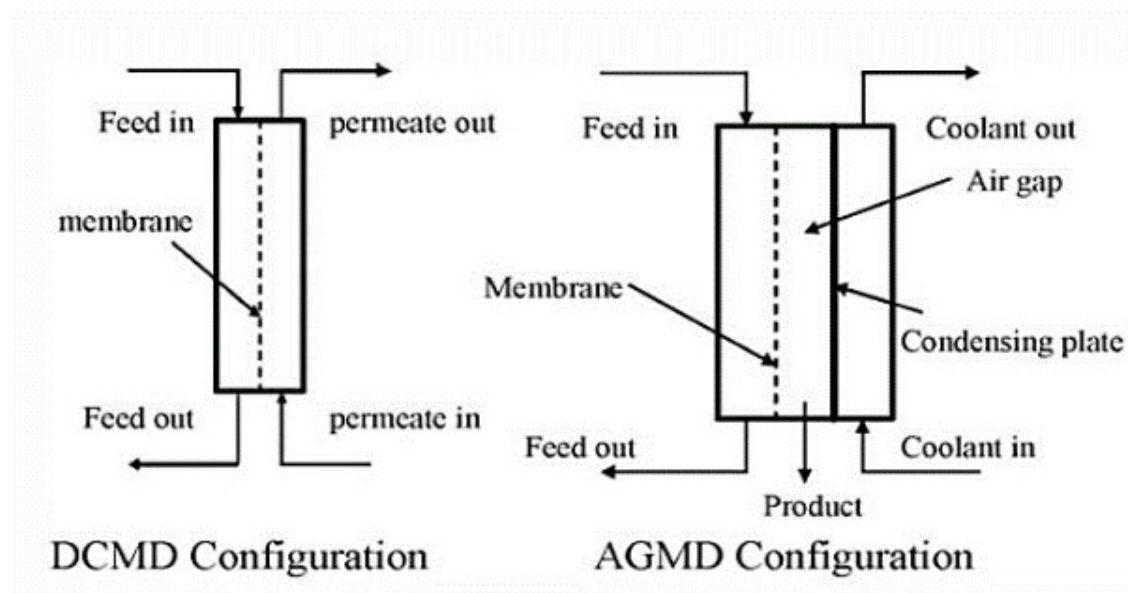 Feed in
permeate out
membrane
Feed out
permeate in
DCMD Configuration
Feed in
Coolant out
Air gap
Membrane
Condensing plate
Feed out
Coolant in
Product
AGMD Configuration